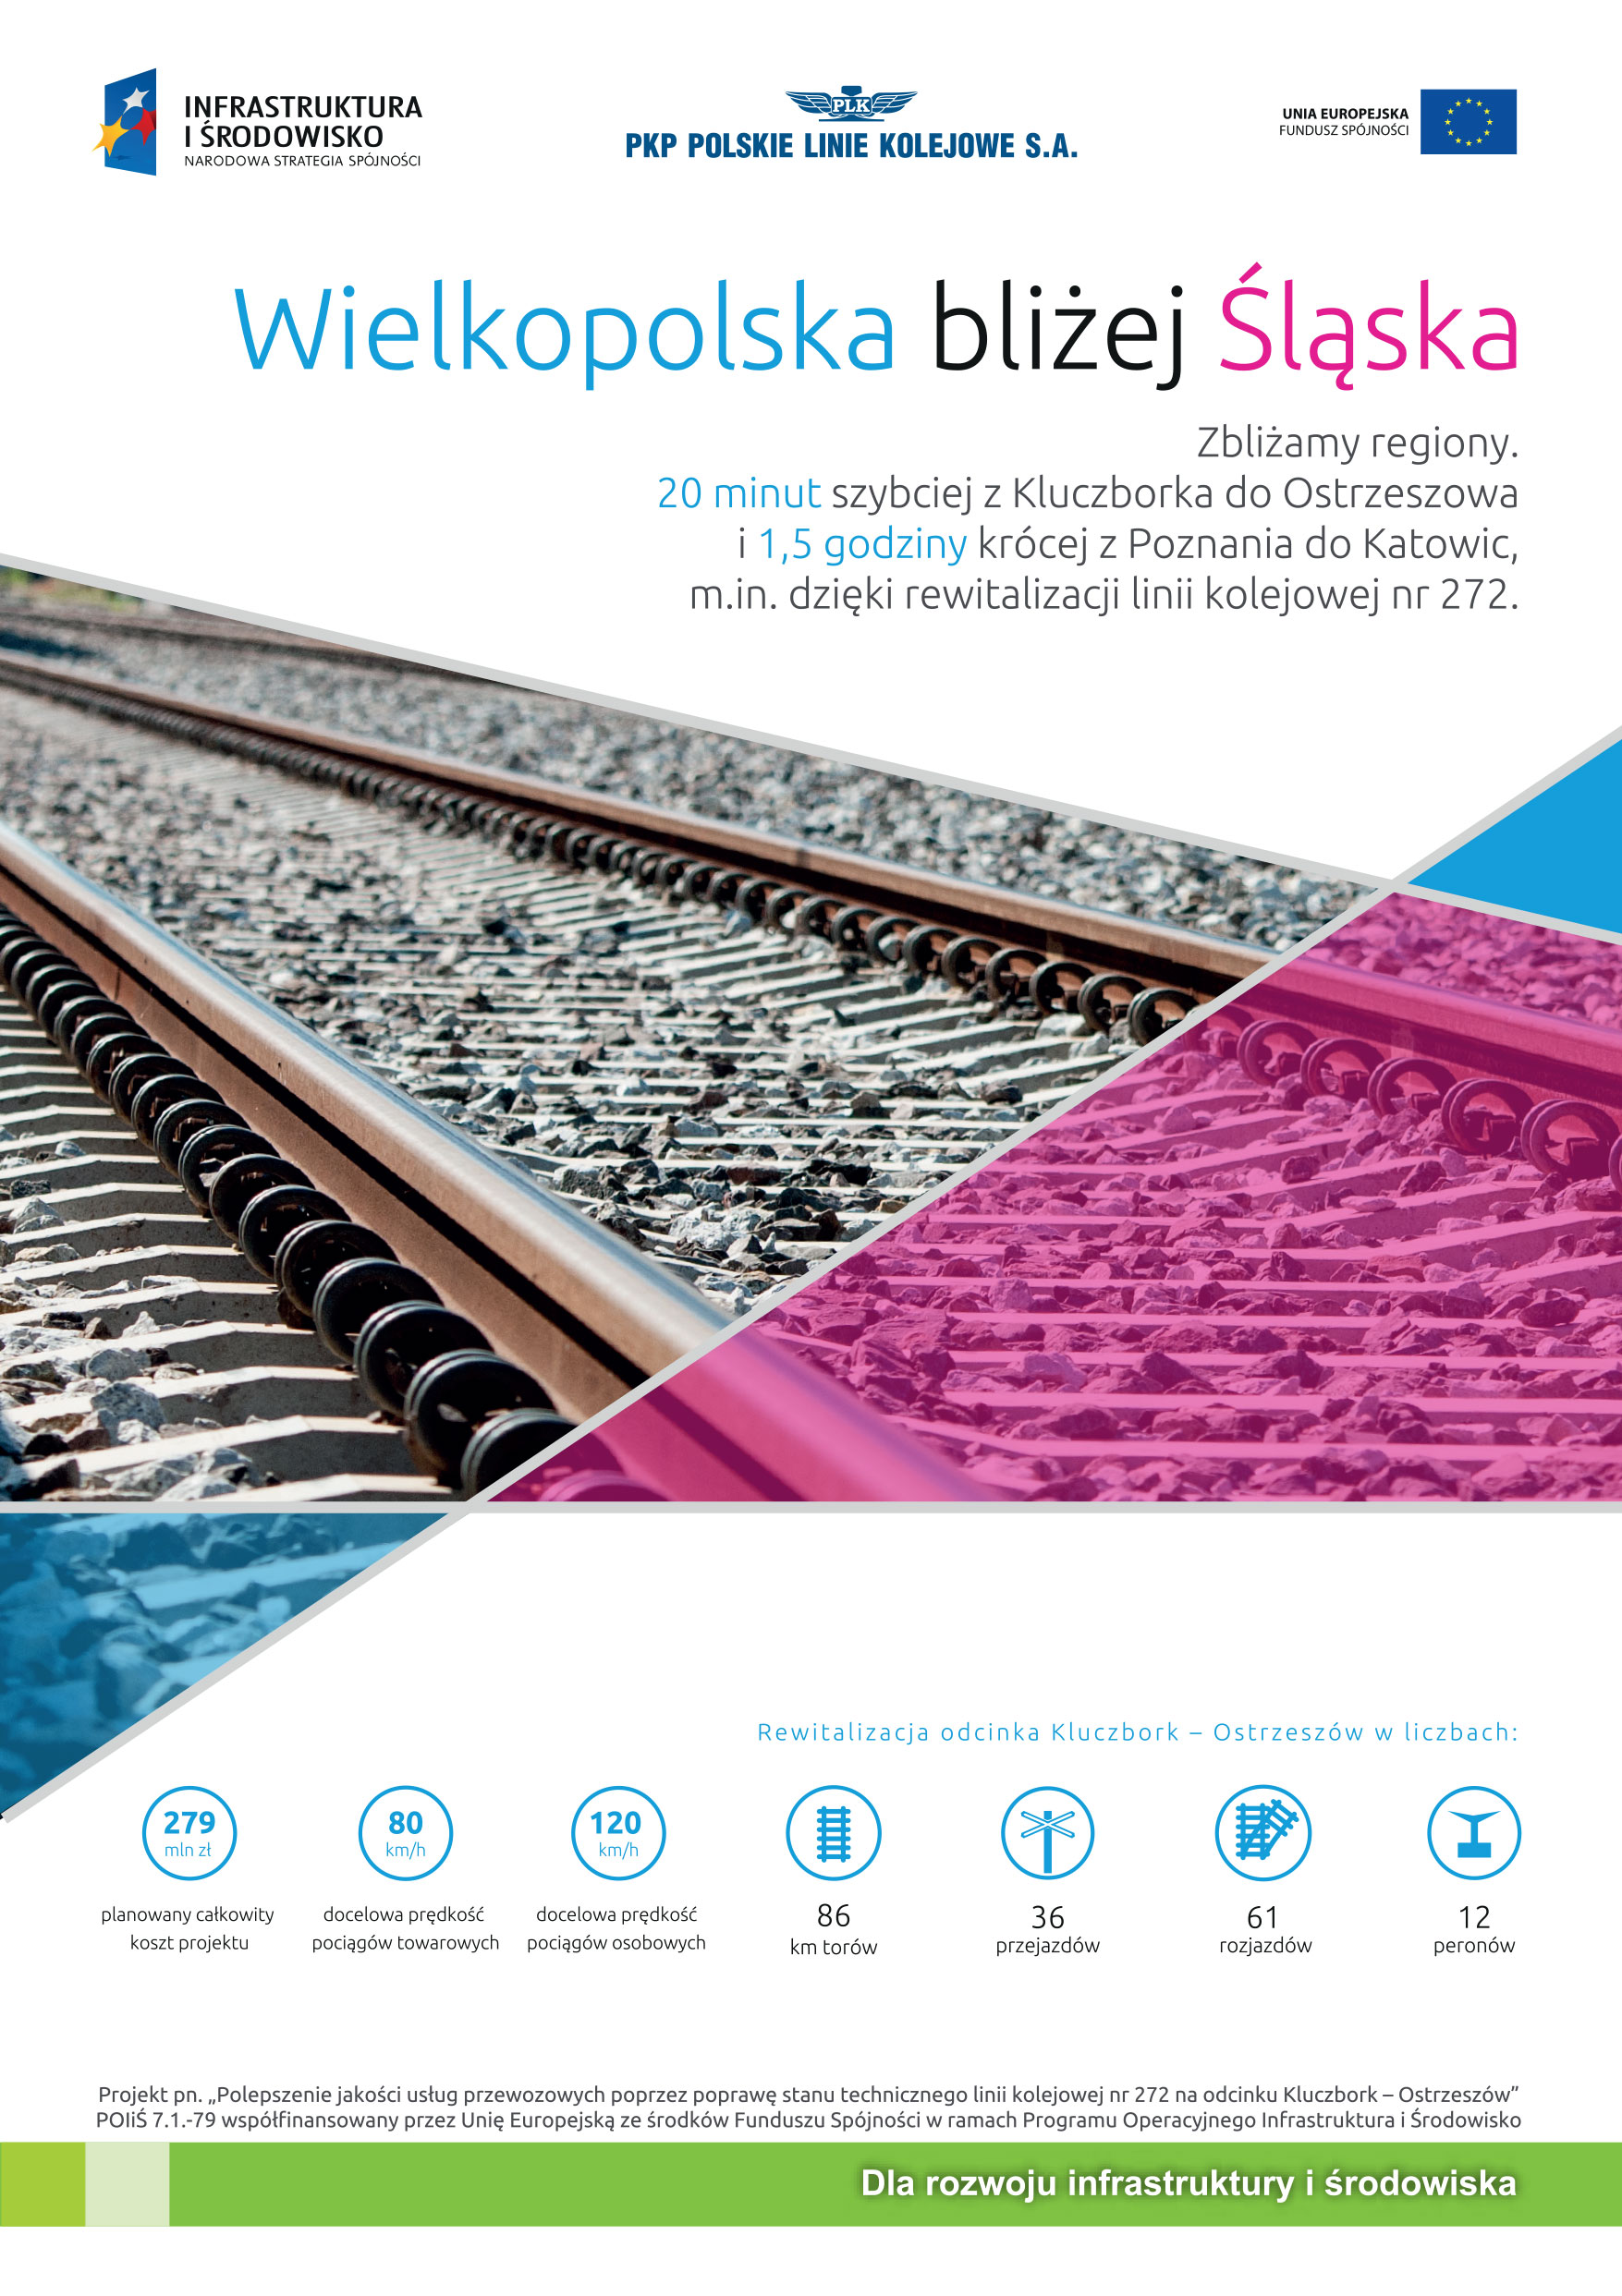 INFRASTRUKTURA
I ŚRODOWISKO
NARODOWA STRATEGIA SPÓJNOŚCI
PLK
PKP POLSKIE LINIE KOLEJOWE S.A.
UNIA EUROPEJSKA
FUNDUSZ SPÓJNOŚCI
Wielkopolska bliżej Śląska
Zbliżamy regiony.
20 minut szybciej z Kluczborka do Ostrzeszowa
i 1,5 godziny krócej z Poznania do Katowic,
m.in. dzięki rewitalizacji linii kolejowej nr 272.
Rewitalizacja odcinka Kluczbork – Ostrzeszów w liczbach:
279
mln zł
planowany całkowity
koszt projektu
80
km/h
docelowa prędkość
pociągów towarowych
120
km/h
docelowa prędkość
pociągów osobowych
86
km torów
36
przejazdów
61
rozjazdów
12
peronów
Projekt pn. „Polepszenie jakości usług przewozowych poprzez poprawę stanu technicznego linii kolejowej nr 272 na odcinku Kluczbork – Ostrzeszów”
POIiŚ 7.1.-79 współfinansowany przez Unię Europejską ze środków Funduszu Spójności w ramach Programu Operacyjnego Infrastruktura i Środowisko
Dla rozwoju infrastruktury i środowiska